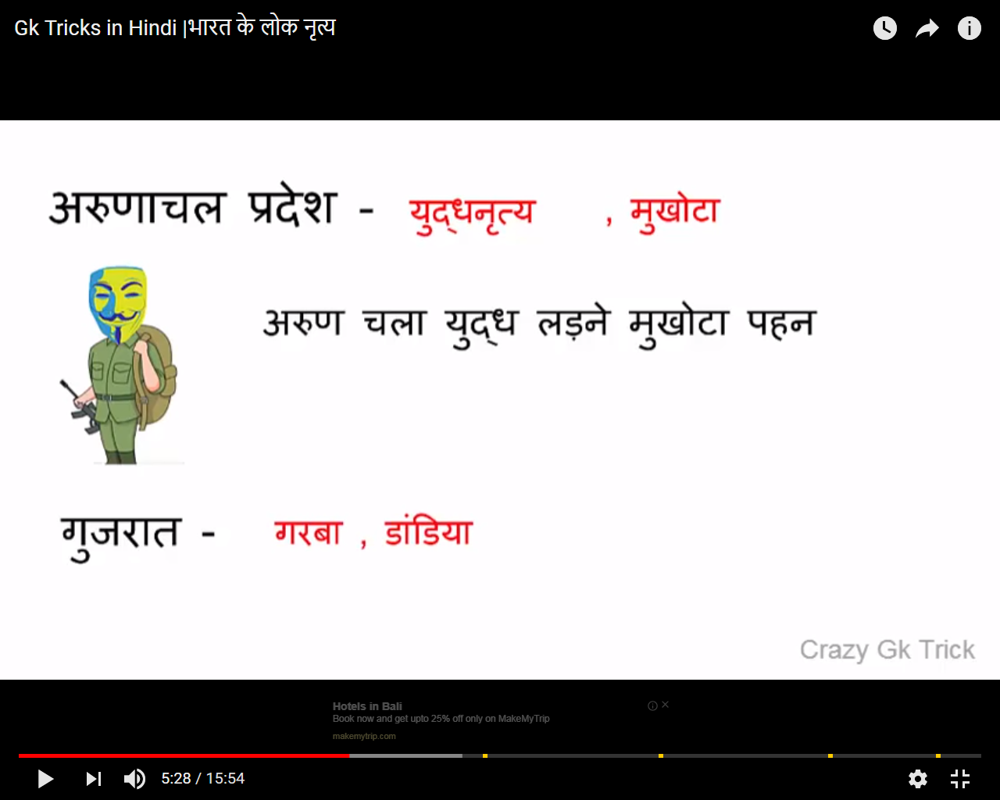 Gk Tricks in Hindi |भारत के लोक नृत्य
अरुणाचल प्रदेश - युद्धनृत्य , मुखोटा
अरुण चला युद्ध लड़ने मुखोटा पहन
गुजरात - गरबा , डांडिया
Crazy Gk Trick
Hotels in Bali
Book now and get upto 25% off only on MakeMyTrip
makemytrip.com
5:28 / 15:54